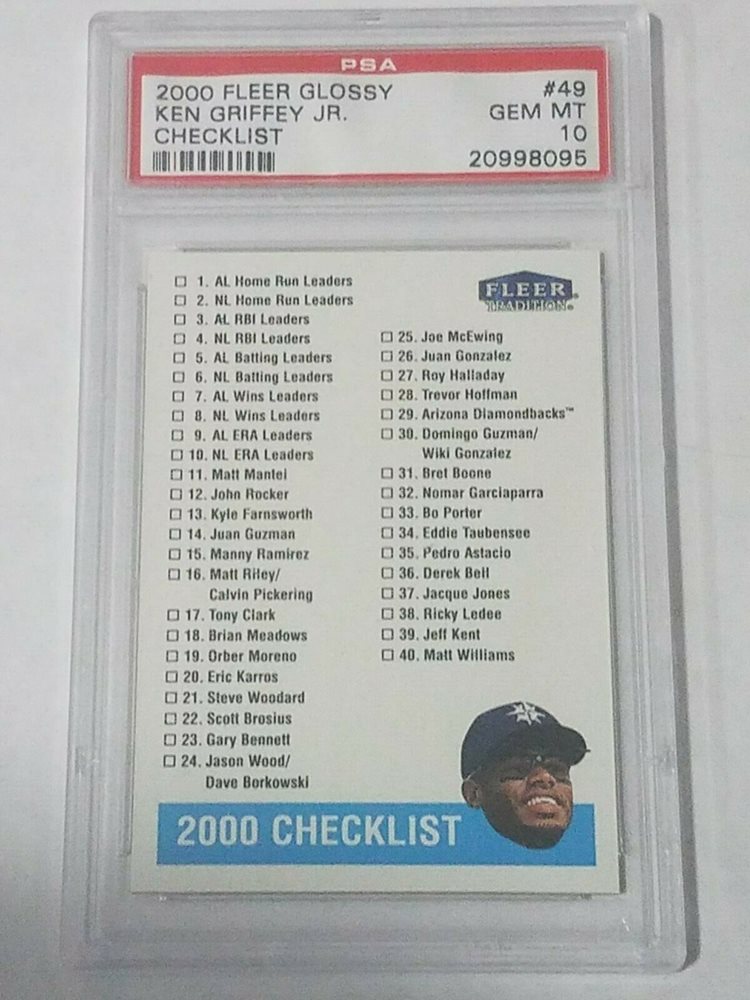 PSA
2000 FLEER GLOSSY #49
KEN GRIFFEY JR. GEM MT
CHECKLIST 10
20998095
FLEER
TRADITION®
☐ 1. AL Home Run Leaders
☐ 2. NL Home Run Leaders
☐ 3. AL RBI Leaders
☐ 4. NL RBI Leaders
☐ 5. AL Batting Leaders
☐ 6. NL Batting Leaders
☐ 7. AL Wins Leaders
☐ 8. NL Wins Leaders
☐ 9. AL ERA Leaders
☐ 10. NL ERA Leaders
☐ 11. Matt Mantei
☐ 12. John Rocker
☐ 13. Kyle Farnsworth
☐ 14. Juan Guzman
☐ 15. Manny Ramirez
☐ 16. Matt Riley/
Calvin Pickering
☐ 17. Tony Clark
☐ 18. Brian Meadows
☐ 19. Orber Moreno
☐ 20. Eric Karros
☐ 21. Steve Woodard
☐ 22. Scott Brosius
☐ 23. Gary Bennett
☐ 24. Jason Wood/
Dave Borkowski
☐ 25. Joe McEwing
☐ 26. Juan Gonzalez
☐ 27. Roy Halladay
☐ 28. Trevor Hoffman
☐ 29. Arizona Diamondbacks™
☐ 30. Domingo Guzman/
Wiki Gonzalez
☐ 31. Bret Boone
☐ 32. Nomar Garciaparra
☐ 33. Bo Porter
☐ 34. Eddie Taubensee
☐ 35. Pedro Astacio
☐ 36. Derek Bell
☐ 37. Jacque Jones
☐ 38. Ricky Ledee
☐ 39. Jeff Kent
☐ 40. Matt Williams
2000 CHECKLIST